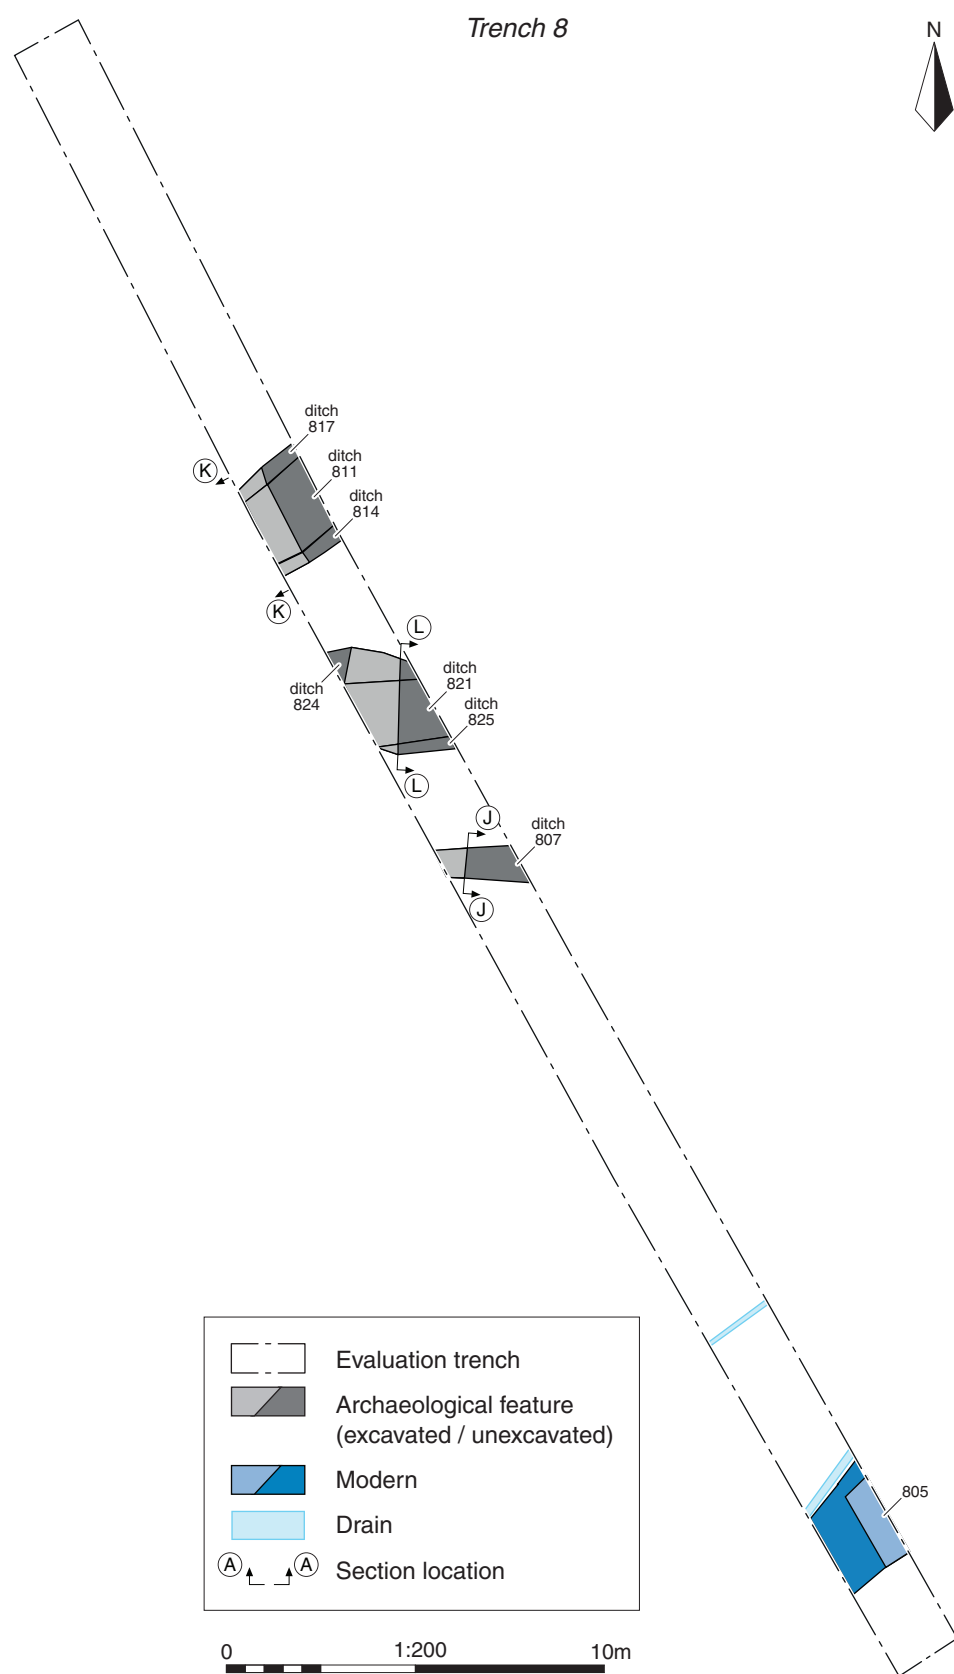 Trench 8
N
ditch
817
ditch
811
K
ditch
814
K
L
ditch
821
ditch
824
ditch
825
L
J
ditch
807
J
805
Evaluation trench
Archaeological feature
(excavated / unexcavated)
Modern
Drain
A A Section location
0 1:200 10m